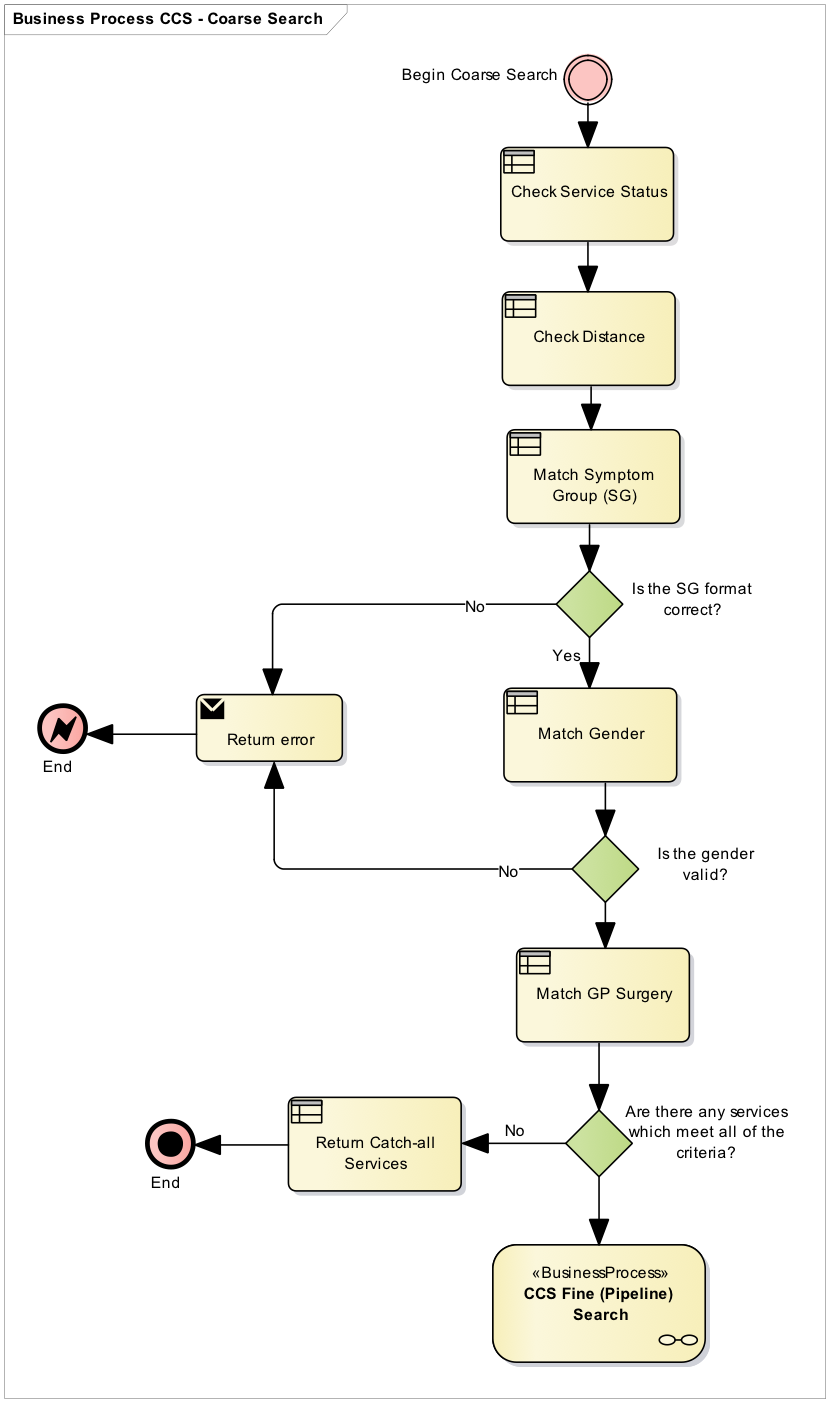 Business Process CCS - Coarse Search
Begin Coarse Search
Check Service Status
Check Distance
Match Symptom
Group (SG)
Is the SG format
correct?
No
Yes
Match Gender
Return error
End
Is the gender
valid?
No
Match GP Surgery
Are there any services
which meet all of the
criteria?
No
Return Catch-all
Services
End
«BusinessProcess»
CCS Fine (Pipeline)
Search